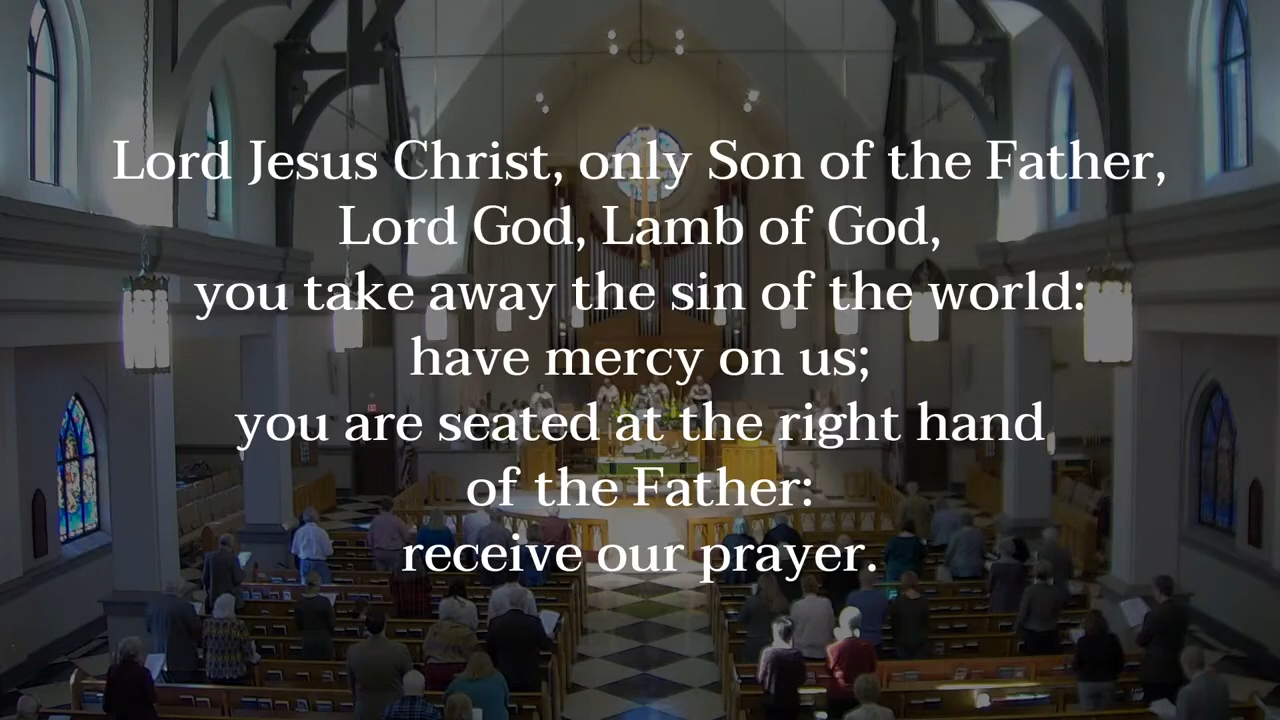 Lord Jesus Christ, only Son of the Father,
Lord God, Lamb of God,
you take away the sin of the world:
have mercy on us;
you are seated at the right hand
of the Father:
receive our prayer.